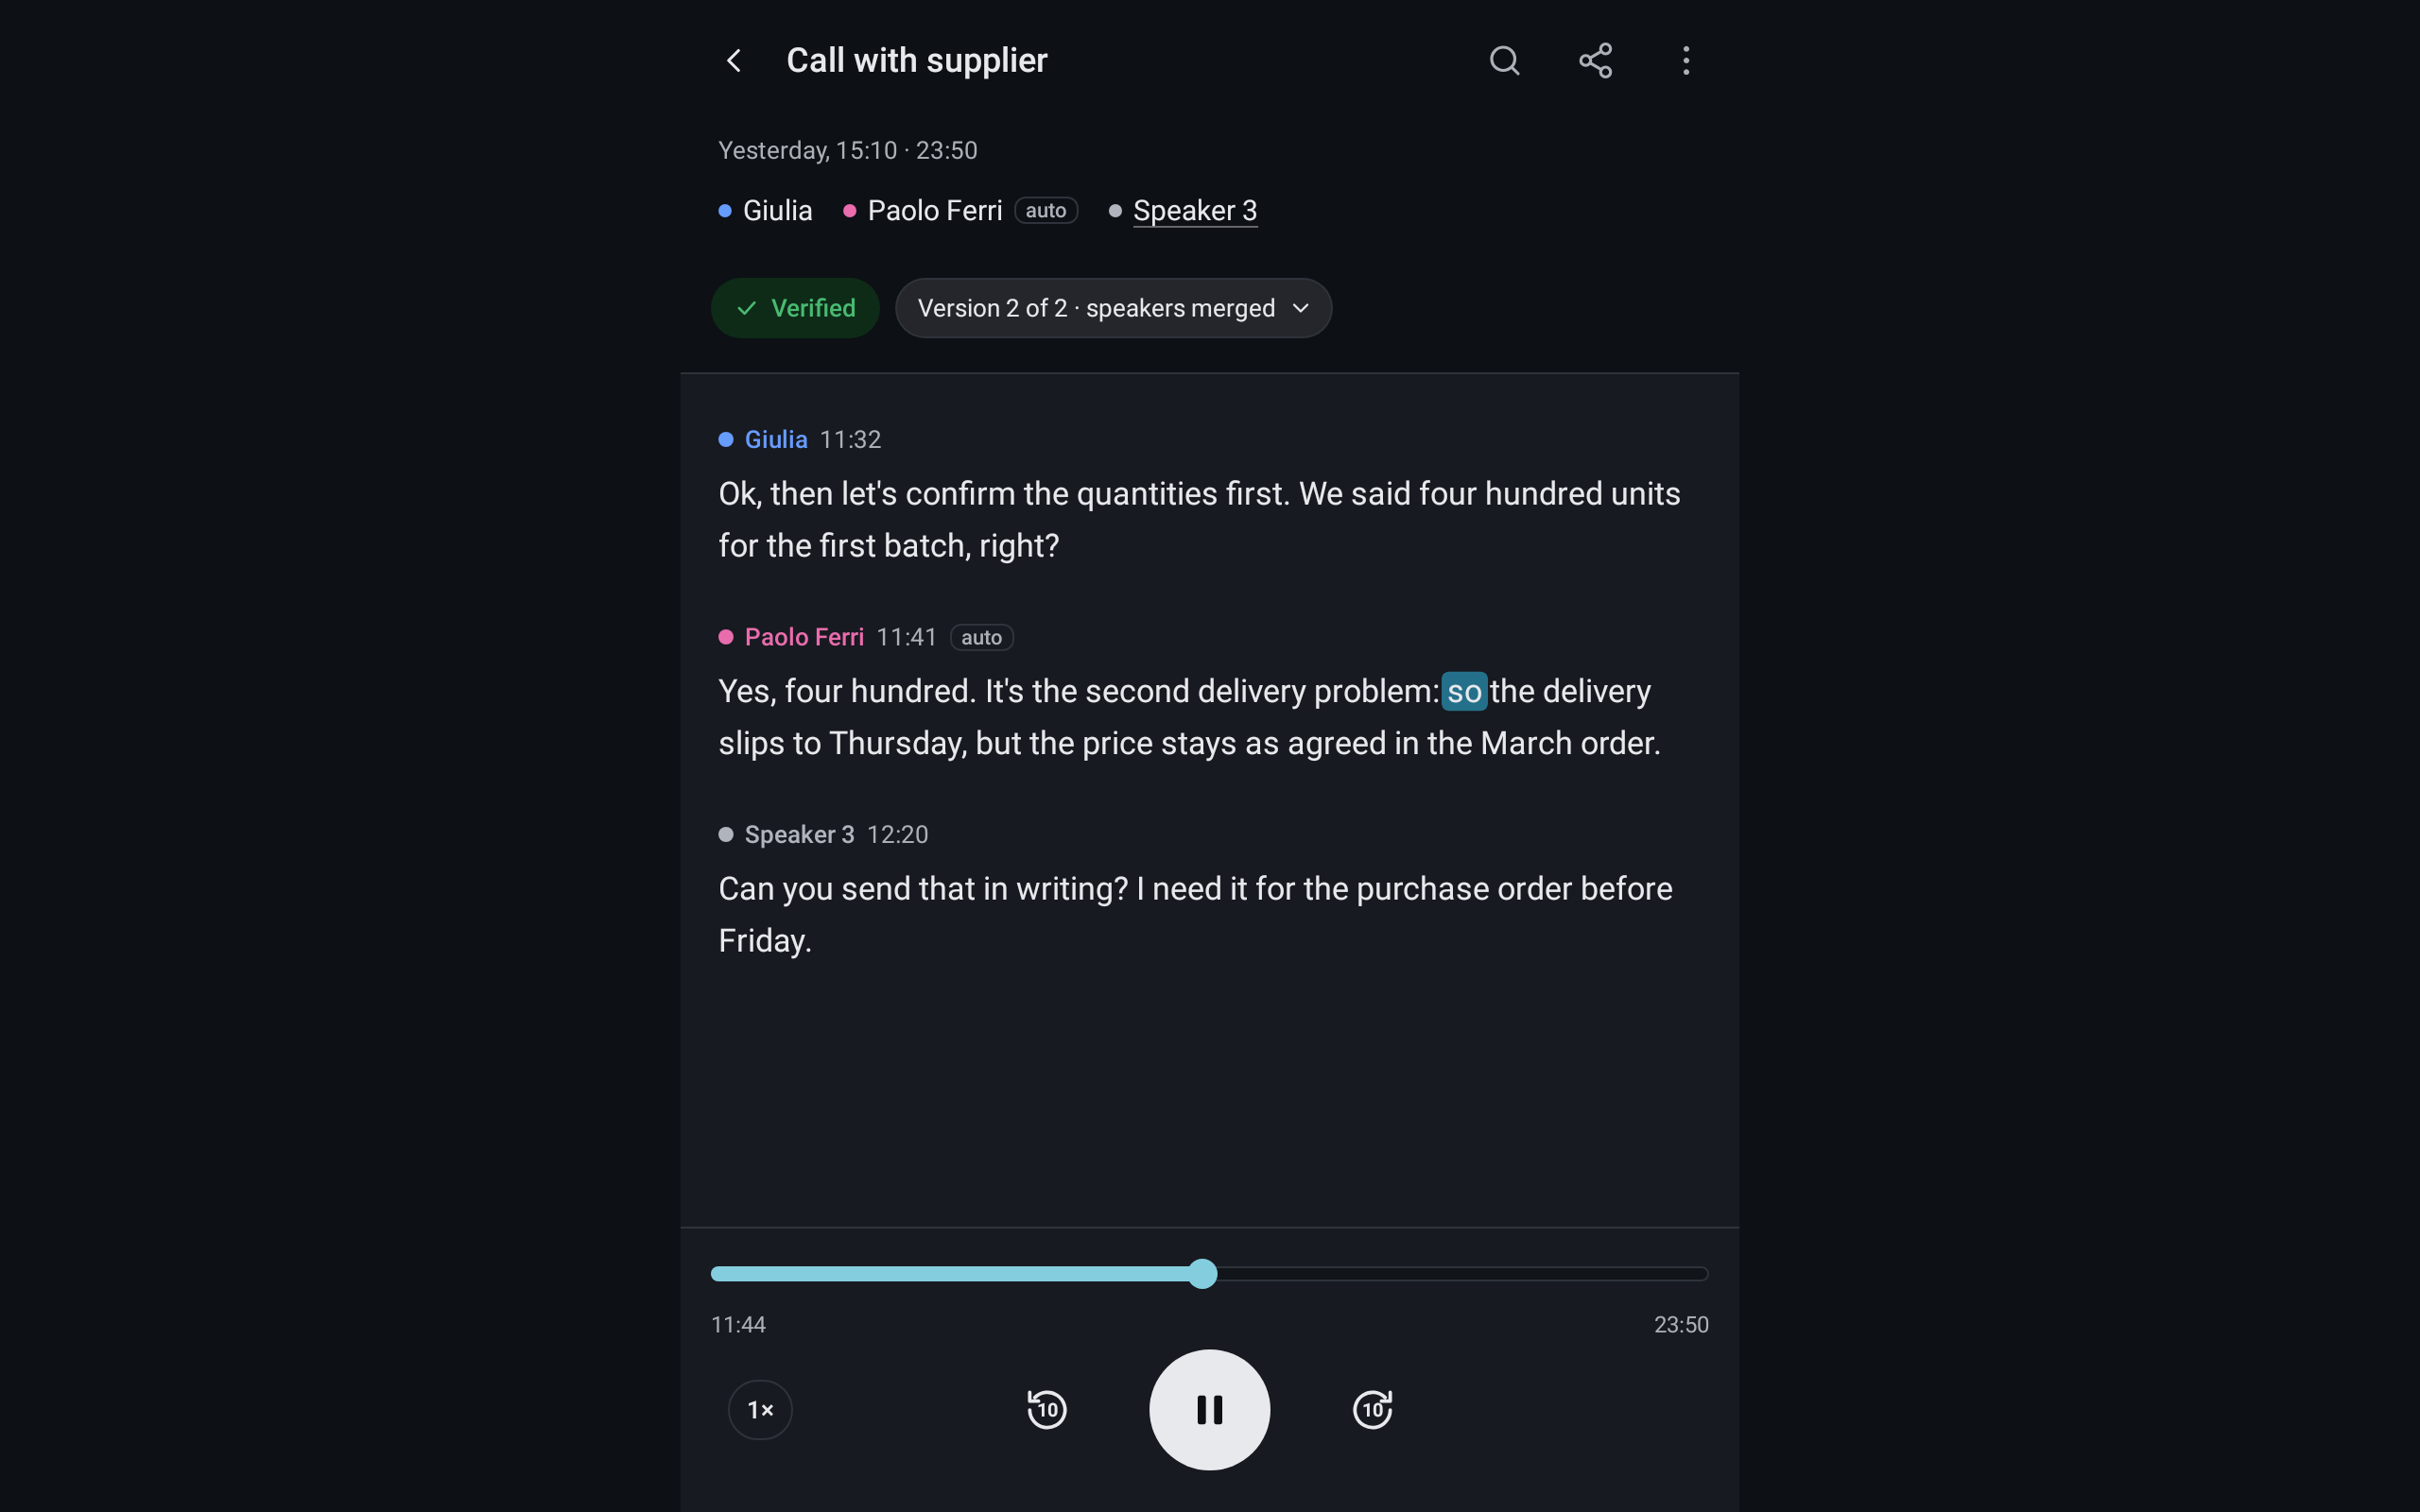 Call with supplier
Yesterday, 15:10 · 23:50
Giulia Paolo Ferri auto Speaker 3
Verified Version 2 of 2 · speakers merged
Giulia 11:32
Ok, then let's confirm the quantities first. We said four hundred units
for the first batch, right?
Paolo Ferri 11:41 auto
Yes, four hundred. It's the second delivery problem: so the delivery
slips to Thursday, but the price stays as agreed in the March order.
Speaker 3 12:20
Can you send that in writing? I need it for the purchase order before
Friday.
11:44 23:50
1× 10 10